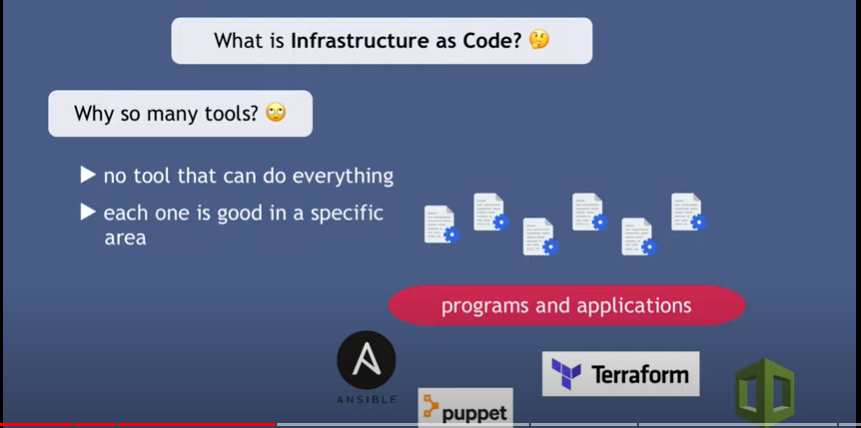 What is Infrastructure as Code? 🤔
Why so many tools? 🙄
▶ no tool that can do everything
▶ each one is good in a specific
area
programs and applications
ANSIBLE
Terraform
puppet